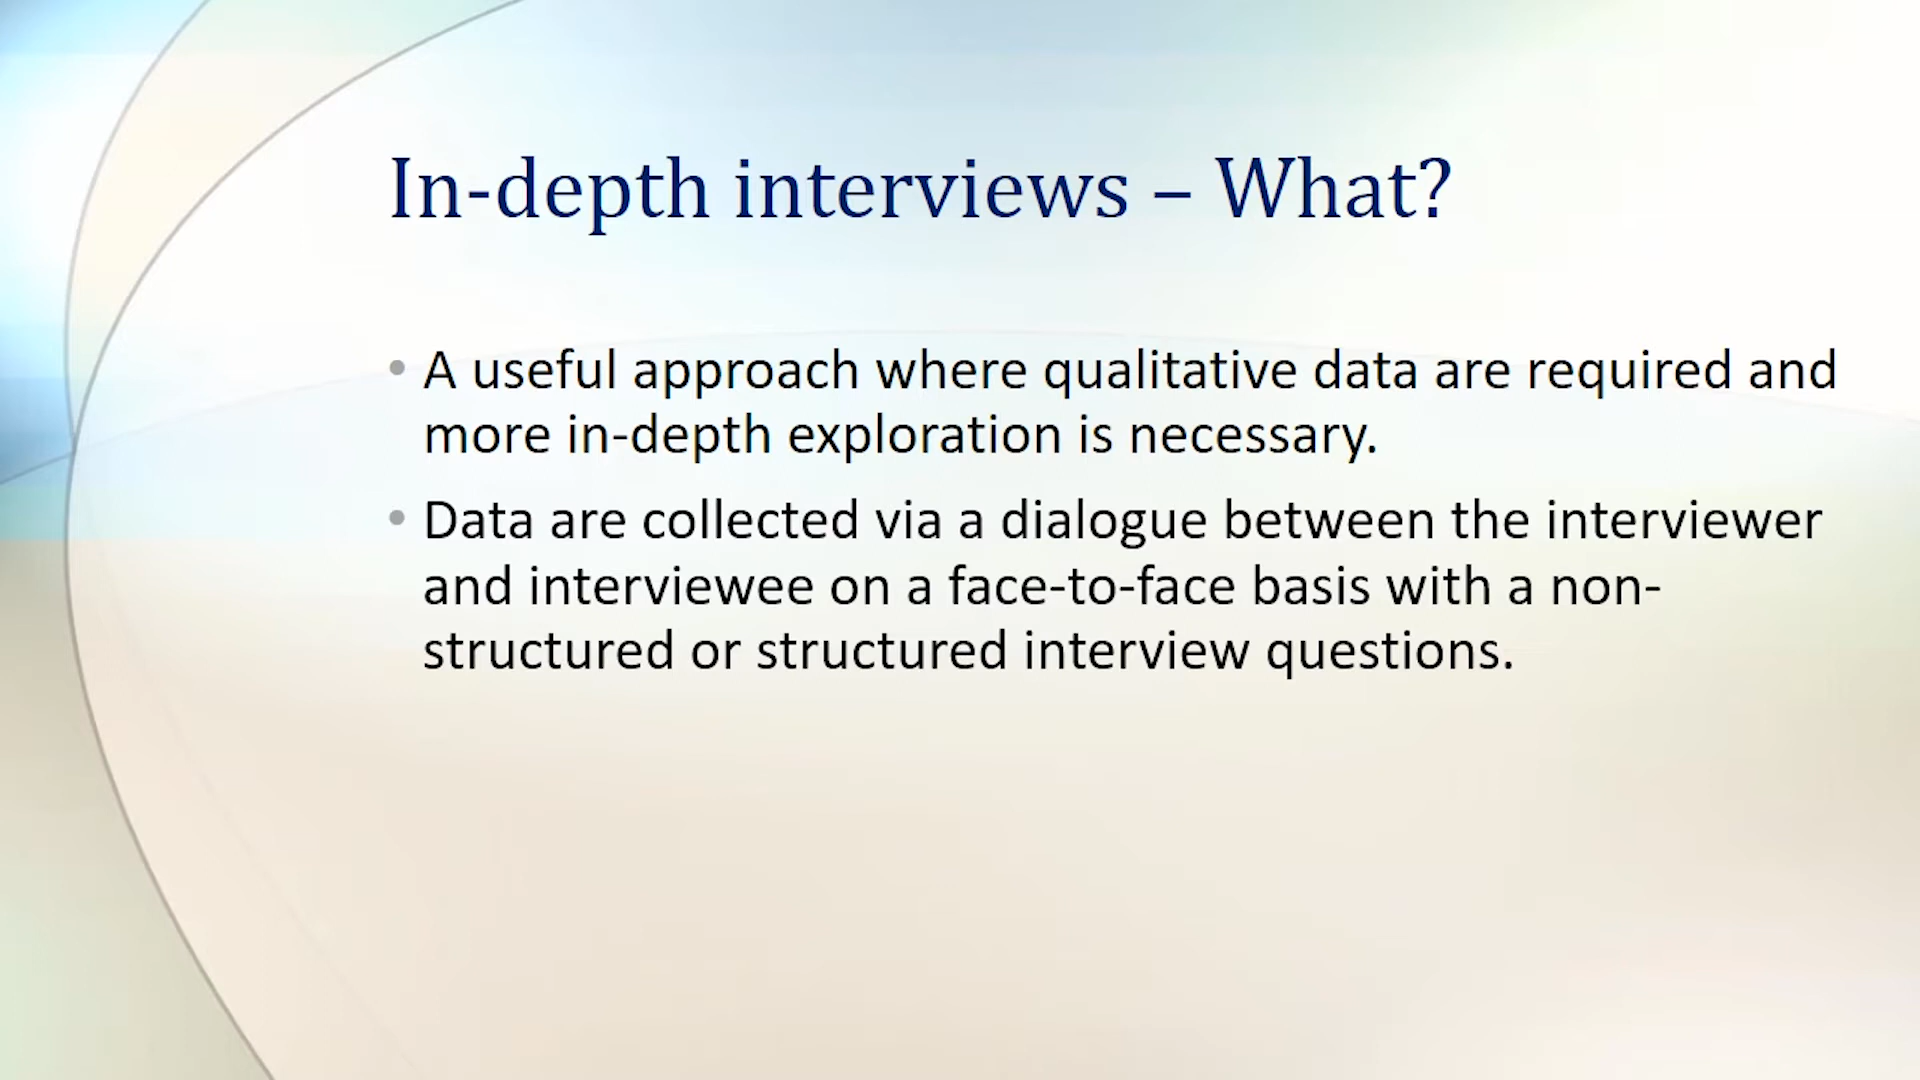 In-depth interviews – What?
• A useful approach where qualitative data are required and
more in-depth exploration is necessary.
• Data are collected via a dialogue between the interviewer
and interviewee on a face-to-face basis with a non-
structured or structured interview questions.